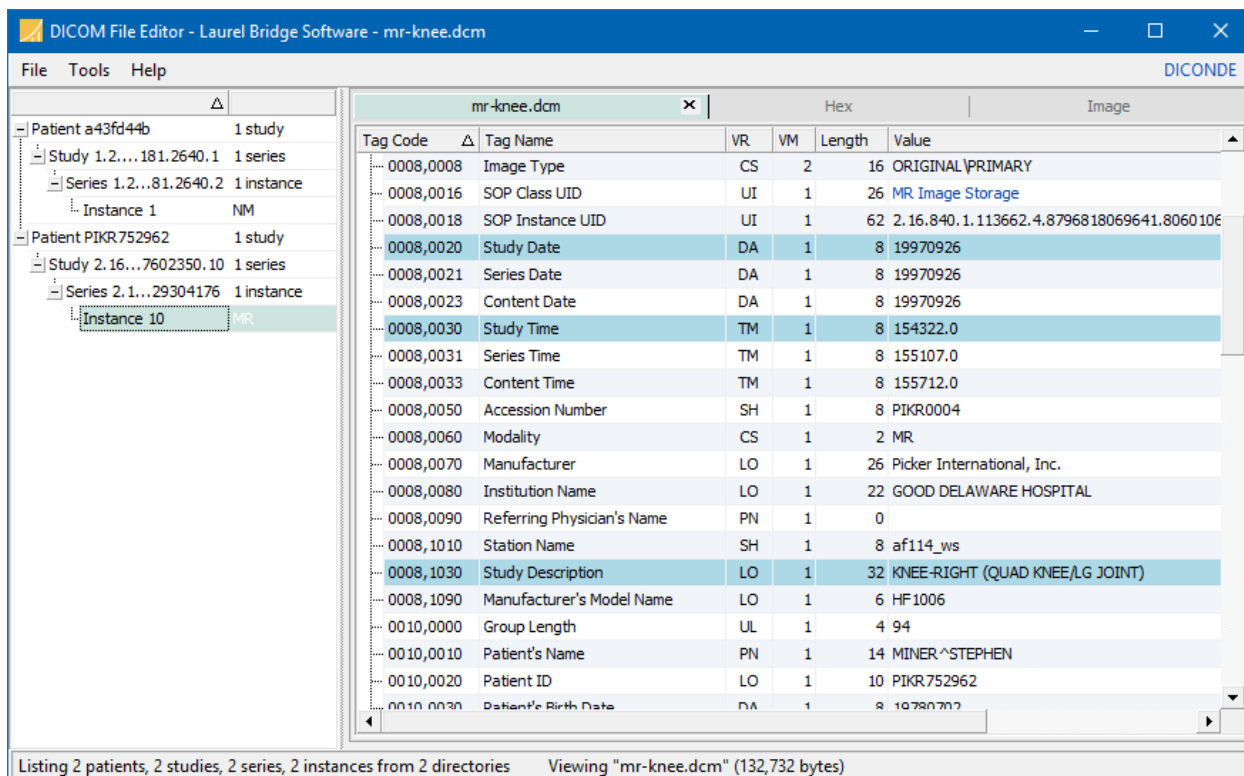 DICOM File Editor - Laurel Bridge Software - mr-knee.dcm
File Tools Help DICONDE
Patient a43fd44b 1 study
Study 1.2....181.2640.1 1 series
Series 1.2...81.2640.2 1 instance
Instance 1 NM
Patient PIKR752962 1 study
Study 2.16...7602350.10 1 series
Series 2.1...29304176 1 instance
Instance 10 MR
mr-knee.dcm Hex Image
Tag Code Tag Name VR VM Length Value
0008,0008 Image Type CS 2 16 ORIGINAL\PRIMARY
0008,0016 SOP Class UID UI 1 26 MR Image Storage
0008,0018 SOP Instance UID UI 1 62 2.16.840.1.113662.4.8796818069641.8060106
0008,0020 Study Date DA 1 8 19970926
0008,0021 Series Date DA 1 8 19970926
0008,0023 Content Date DA 1 8 19970926
0008,0030 Study Time TM 1 8 154322.0
0008,0031 Series Time TM 1 8 155107.0
0008,0033 Content Time TM 1 8 155712.0
0008,0050 Accession Number SH 1 8 PIKR0004
0008,0060 Modality CS 1 2 MR
0008,0070 Manufacturer LO 1 26 Picker International, Inc.
0008,0080 Institution Name LO 1 22 GOOD DELAWARE HOSPITAL
0008,0090 Referring Physician's Name PN 1 0
0008,1010 Station Name SH 1 8 af114_ws
0008,1030 Study Description LO 1 32 KNEE-RIGHT (QUAD KNEE/LG JOINT)
0008,1090 Manufacturer's Model Name LO 1 6 HF1006
0010,0000 Group Length UL 1 4 94
0010,0010 Patient's Name PN 1 14 MINER^STEPHEN
0010,0020 Patient ID LO 1 10 PIKR752962
0010,0030 Patient's Birth Date DA 1 8 19780702
Listing 2 patients, 2 studies, 2 series, 2 instances from 2 directories Viewing "mr-knee.dcm" (132,732 bytes)